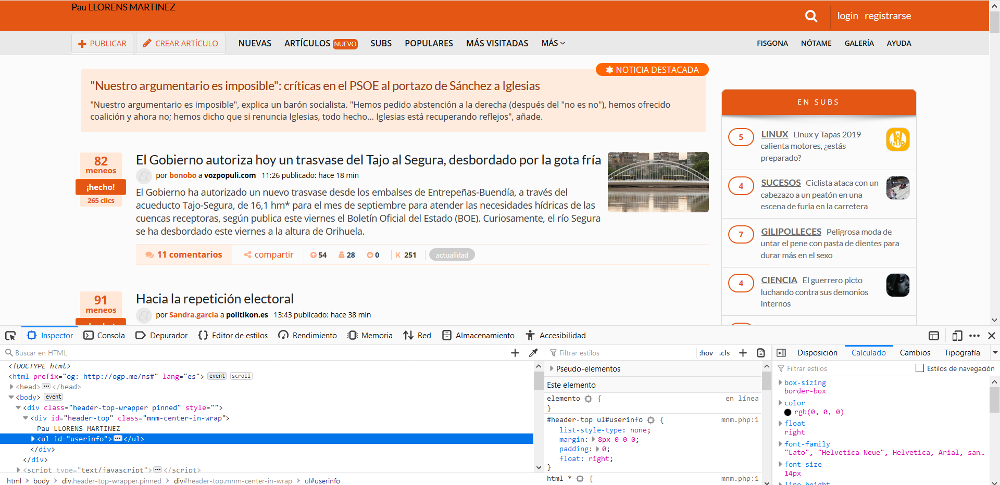 Pau LLORENS MARTINEZ
login registrarse
PUBLICAR CREAR ARTÍCULO NUEVAS ARTÍCULOS NUEVO SUBS POPULARES MÁS VISITADAS MÁS FISGONA NÓTAME GALERÍA AYUDA
NOTICIA DESTACADA
"Nuestro argumentario es imposible": críticas en el PSOE al portazo de Sánchez a Iglesias
"Nuestro argumentario es imposible", explica un barón socialista. "Hemos pedido abstención a la derecha (después del "no es no"), hemos ofrecido
coalición y ahora no; hemos dicho que si renuncia Iglesias, todo hecho... Iglesias está recuperando reflejos", añade.
82
meneos
¡hecho!
265 clics
El Gobierno autoriza hoy un trasvase del Tajo al Segura, desbordado por la gota fría
por bonobo a vozpopuli.com 11:26 publicado: hace 18 min
El Gobierno ha autorizado un nuevo trasvase desde los embalses de Entrepeñas-Buendía, a través del
acueducto Tajo-Segura, de 16,1 hm* para el mes de septiembre para atender las necesidades hídricas de las
cuencas receptoras, según publica este viernes el Boletín Oficial del Estado (BOE). Curiosamente, el río Segura
se ha desbordado este viernes a la altura de Orihuela.
11 comentarios compartir 54 28 0 K 251 actualidad
91
meneos
Hacia la repetición electoral
por Sandra.garcia a politikon.es 13:43 publicado: hace 38 min
EN SUBS
5 LINUX Linux y Tapas 2019
calienta motores, ¿estás
preparado?
4 SUCESOS Ciclista ataca con un
cabezazo a un peatón en una
escena de furia en la carretera
7 GILIPOLLECES Peligrosa moda de
untar el pene con pasta de dientes para
durar más en el sexo
4 CIENCIA El guerrero picto
luchando contra sus demonios
internos
Inspector Consola Depurador Editor de estilos Rendimiento Memoria Red Almacenamiento Accesibilidad
Buscar en HTML
<!DOCTYPE html>
<html prefix="og: http://ogp.me/ns#" lang="es"> event scroll
<head>···</head>
<body> event
<div class="header-top-wrapper pinned" style="">
<div id="header-top" class="mnm-center-in-wrap">
Pau LLORENS MARTINEZ
<ul id="userinfo">···</ul>
</div>
</div>
<script type="text/javascript">···</script>
html > body > div.header-top-wrapper.pinned > div#header-top.mnm-center-in-wrap > ul#userinfo
Filtrar estilos :hov .cls
Pseudo-elementos
Este elemento
elemento { en línea
}
#header-top ul#userinfo { mnm.php:1
list-style-type: none;
margin: 8px 0 0 0;
padding: 0;
float: right;
}
html * { mnm.php:1
Disposición Calculado Cambios Tipografía
Filtrar estilos Estilos de navegación
box-sizing
border-box
color
rgb(0, 0, 0)
float
right
font-family
"Lato", "Helvetica Neue", Helvetica, Arial, san…
font-size
14px
line-height